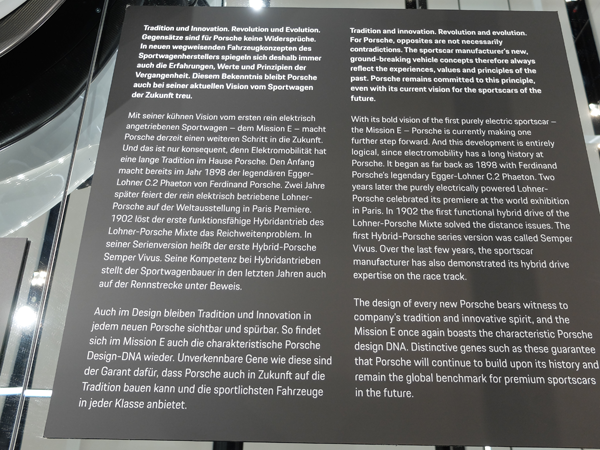 Tradition und Innovation. Revolution und Evolution.
Gegensätze sind für Porsche keine Widersprüche.
In neuen wegweisenden Fahrzeugkonzepten des
Sportwagenherstellers spiegeln sich deshalb immer
auch die Erfahrungen, Werte und Prinzipien der
Vergangenheit. Diesem Bekenntnis bleibt Porsche
auch bei seiner aktuellen Vision vom Sportwagen
der Zukunft treu.
Mit seiner kühnen Vision vom ersten rein elektrisch
angetriebenen Sportwagen – dem Mission E – macht
Porsche derzeit einen weiteren Schritt in die Zukunft.
Und das ist nur konsequent, denn Elektromobilität hat
eine lange Tradition im Hause Porsche. Den Anfang
macht bereits im Jahr 1898 der legendären Egger-
Lohner C.2 Phaeton von Ferdinand Porsche. Zwei Jahre
später feiert der rein elektrisch betriebene Lohner-
Porsche auf der Weltausstellung in Paris Premiere.
1902 löst der erste funktionsfähige Hybridantrieb des
Lohner-Porsche Mixte das Reichweitenproblem. In
seiner Serienversion heißt der erste Hybrid-Porsche
Semper Vivus. Seine Kompetenz bei Hybridantrieben
stellt der Sportwagenbauer in den letzten Jahren auch
auf der Rennstrecke unter Beweis.
Auch im Design bleiben Tradition und Innovation in
jedem neuen Porsche sichtbar und spürbar. So findet
sich im Mission E auch die charakteristische Porsche
Design-DNA wieder. Unverkennbare Gene wie diese sind
der Garant dafür, dass Porsche auch in Zukunft auf die
Tradition bauen kann und die sportlichsten Fahrzeuge
in jeder Klasse anbietet.
Tradition and innovation. Revolution and evolution.
For Porsche, opposites are not necessarily
contradictions. The sportscar manufacturer's new,
ground-breaking vehicle concepts therefore always
reflect the experiences, values and principles of the
past. Porsche remains committed to this principle,
even with its current vision for the sportscars of the
future.
With its bold vision of the first purely electric sportscar –
the Mission E – Porsche is currently making one
further step forward. And this development is entirely
logical, since electromobility has a long history at
Porsche. It began as far back as 1898 with Ferdinand
Porsche's legendary Egger-Lohner C.2 Phaeton. Two
years later the purely electrically powered Lohner-
Porsche celebrated its premiere at the world exhibition
in Paris. In 1902 the first functional hybrid drive of the
Lohner-Porsche Mixte solved the distance issues. The
first Hybrid-Porsche series version was called Semper
Vivus. Over the last few years, the sportscar
manufacturer has also demonstrated its hybrid drive
expertise on the race track.
The design of every new Porsche bears witness to
company's tradition and innovative spirit, and the
Mission E once again boasts the characteristic Porsche
design DNA. Distinctive genes such as these guarantee
that Porsche will continue to build upon its history and
remain the global benchmark for premium sportscars
in the future.